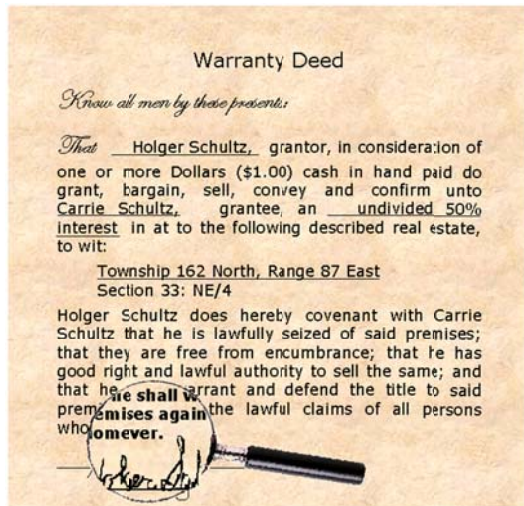 Warranty Deed
Know all men by these presents:
That Holger Schultz, grantor, in consideration of
one or more Dollars ($1.00) cash in hand paid do
grant, bargain, sell, convey and confirm unto
Carrie Schultz, grantee, an undivided 50%
interest in at to the following described real estate,
to wit:
Township 162 North, Range 87 East
Section 33: NE/4
Holger Schultz does hereby covenant with Carrie
Schultz that he is lawfully seized of said premises;
that they are free from encumbrance; that he has
good right and lawful authority to sell the same; and
that he shall warrant and defend the title to said
premises again the lawful claims of all persons
whomever.